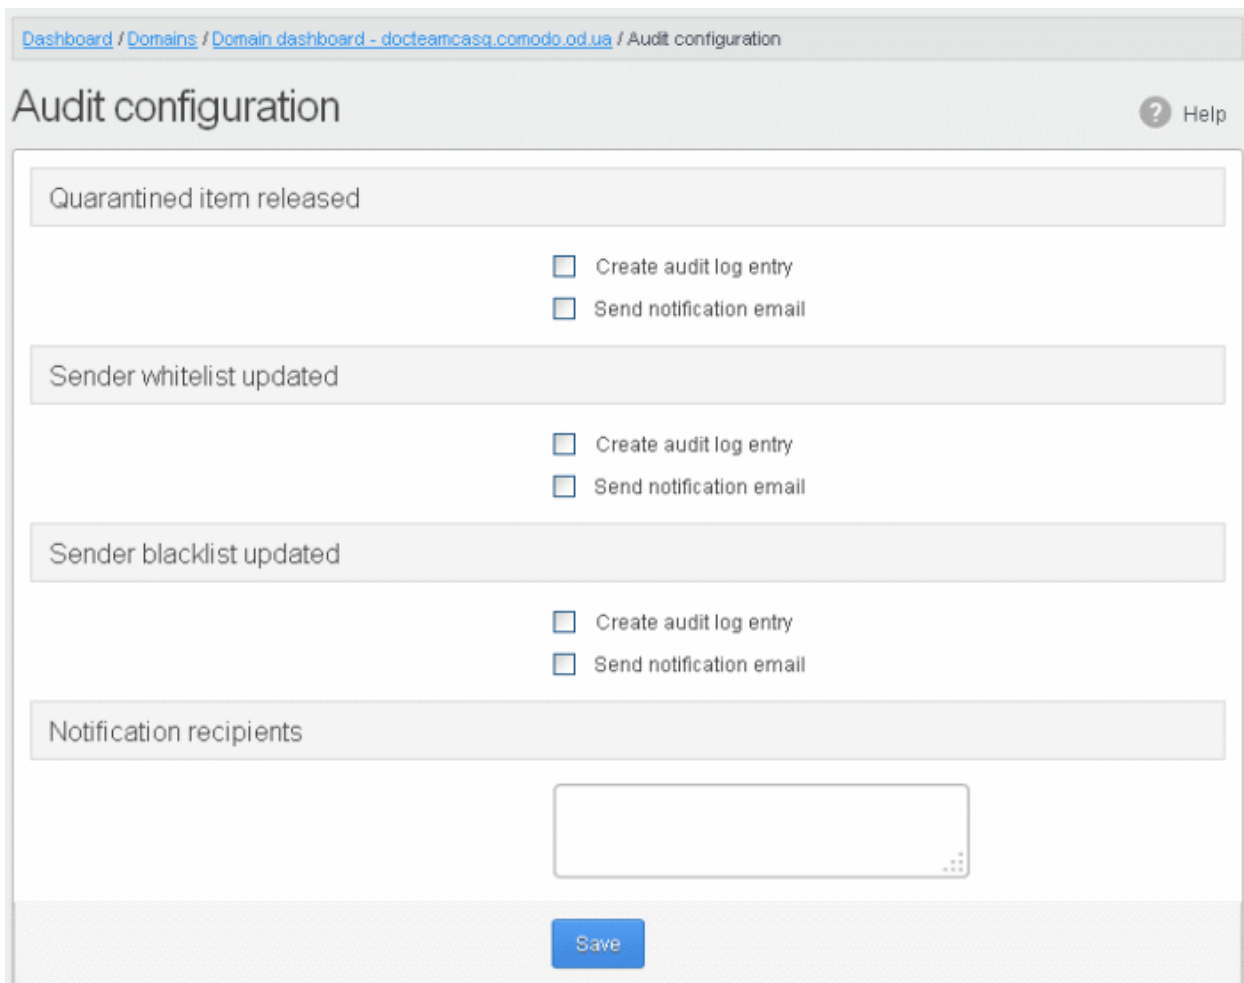 Dashboard / Domains / Domain dashboard - docteamcasg.comodo.od.ua / Audit configuration
Audit configuration
? Help
Quarantined item released
Create audit log entry
Send notification email
Sender whitelist updated
Create audit log entry
Send notification email
Sender blacklist updated
Create audit log entry
Send notification email
Notification recipients
Save